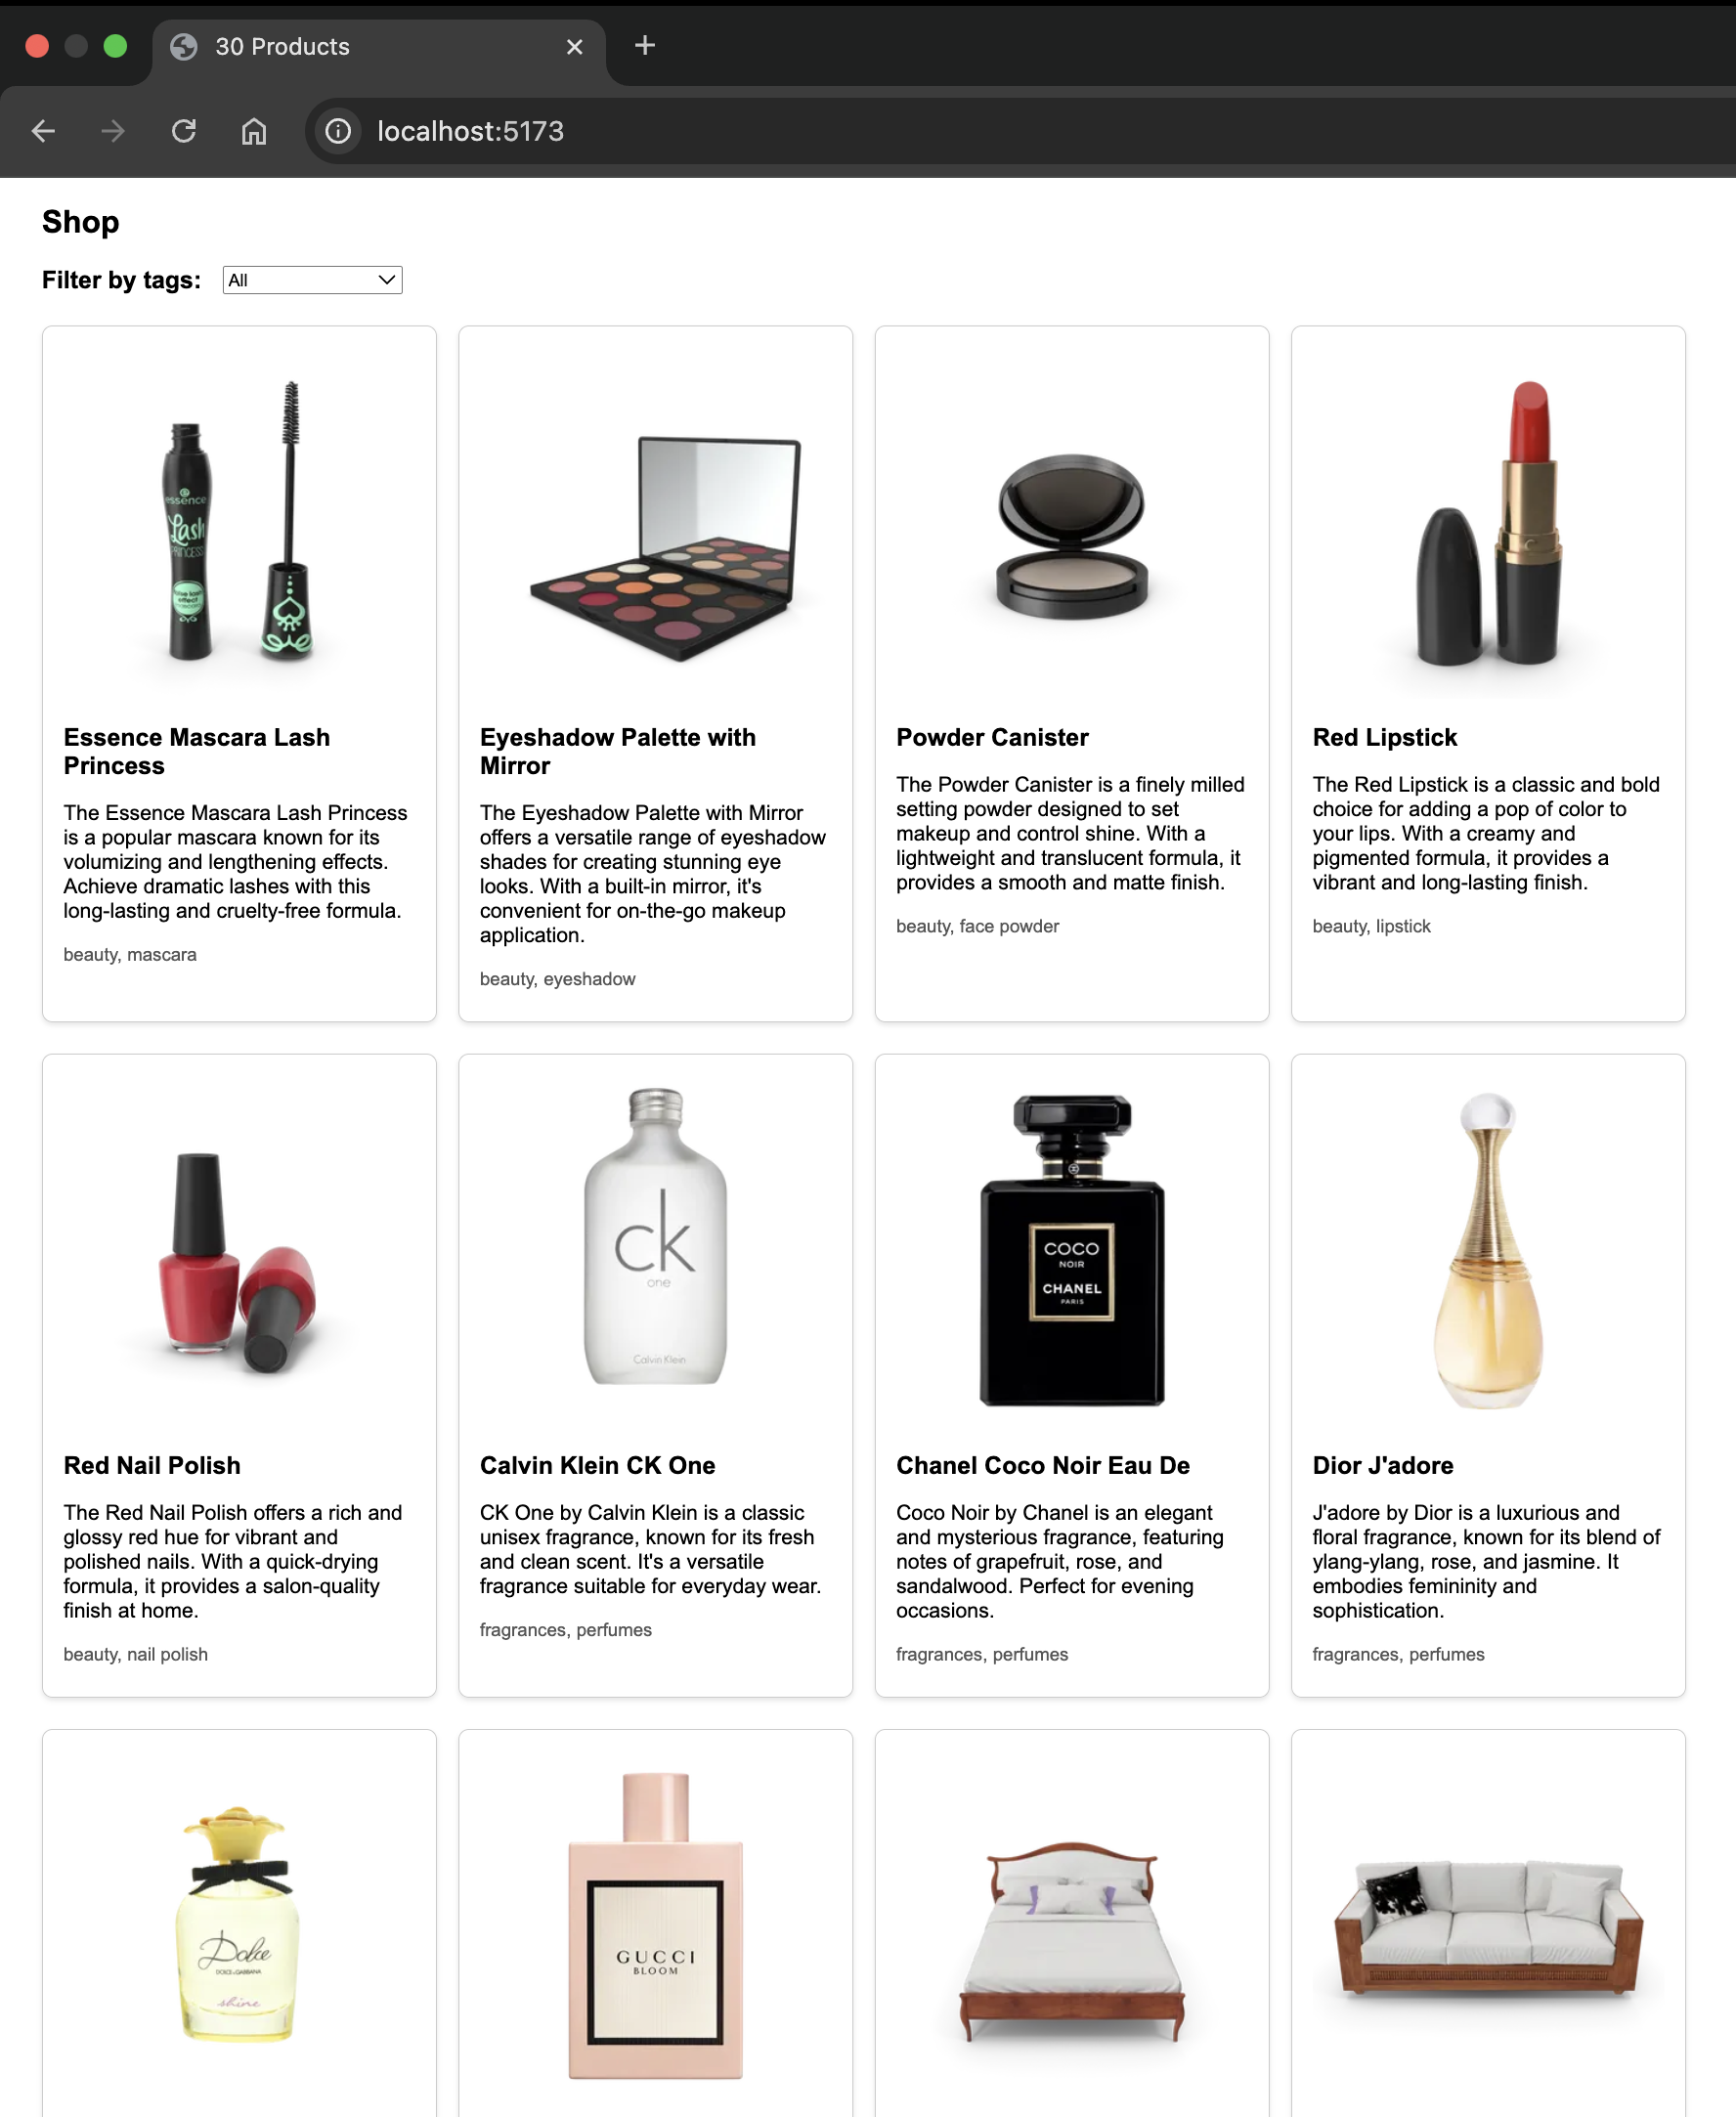 30 Products
localhost:5173
Shop
Filter by tags: All
essence
Lash
PRINCESS
Essence Mascara Lash
Princess
The Essence Mascara Lash Princess
is a popular mascara known for its
volumizing and lengthening effects.
Achieve dramatic lashes with this
long-lasting and cruelty-free formula.
beauty, mascara
Eyeshadow Palette with
Mirror
The Eyeshadow Palette with Mirror
offers a versatile range of eyeshadow
shades for creating stunning eye
looks. With a built-in mirror, it's
convenient for on-the-go makeup
application.
beauty, eyeshadow
Powder Canister
The Powder Canister is a finely milled
setting powder designed to set
makeup and control shine. With a
lightweight and translucent formula, it
provides a smooth and matte finish.
beauty, face powder
Red Lipstick
The Red Lipstick is a classic and bold
choice for adding a pop of color to
your lips. With a creamy and
pigmented formula, it provides a
vibrant and long-lasting finish.
beauty, lipstick
Red Nail Polish
The Red Nail Polish offers a rich and
glossy red hue for vibrant and
polished nails. With a quick-drying
formula, it provides a salon-quality
finish at home.
beauty, nail polish
ck
one
Calvin Klein
Calvin Klein CK One
CK One by Calvin Klein is a classic
unisex fragrance, known for its fresh
and clean scent. It's a versatile
fragrance suitable for everyday wear.
fragrances, perfumes
COCO
NOIR
CHANEL
PARIS
Chanel Coco Noir Eau De
Coco Noir by Chanel is an elegant
and mysterious fragrance, featuring
notes of grapefruit, rose, and
sandalwood. Perfect for evening
occasions.
fragrances, perfumes
Dior J'adore
J'adore by Dior is a luxurious and
floral fragrance, known for its blend of
ylang-ylang, rose, and jasmine. It
embodies femininity and
sophistication.
fragrances, perfumes
Dolce
DOLCE & GABBANA
shine
GUCCI
BLOOM